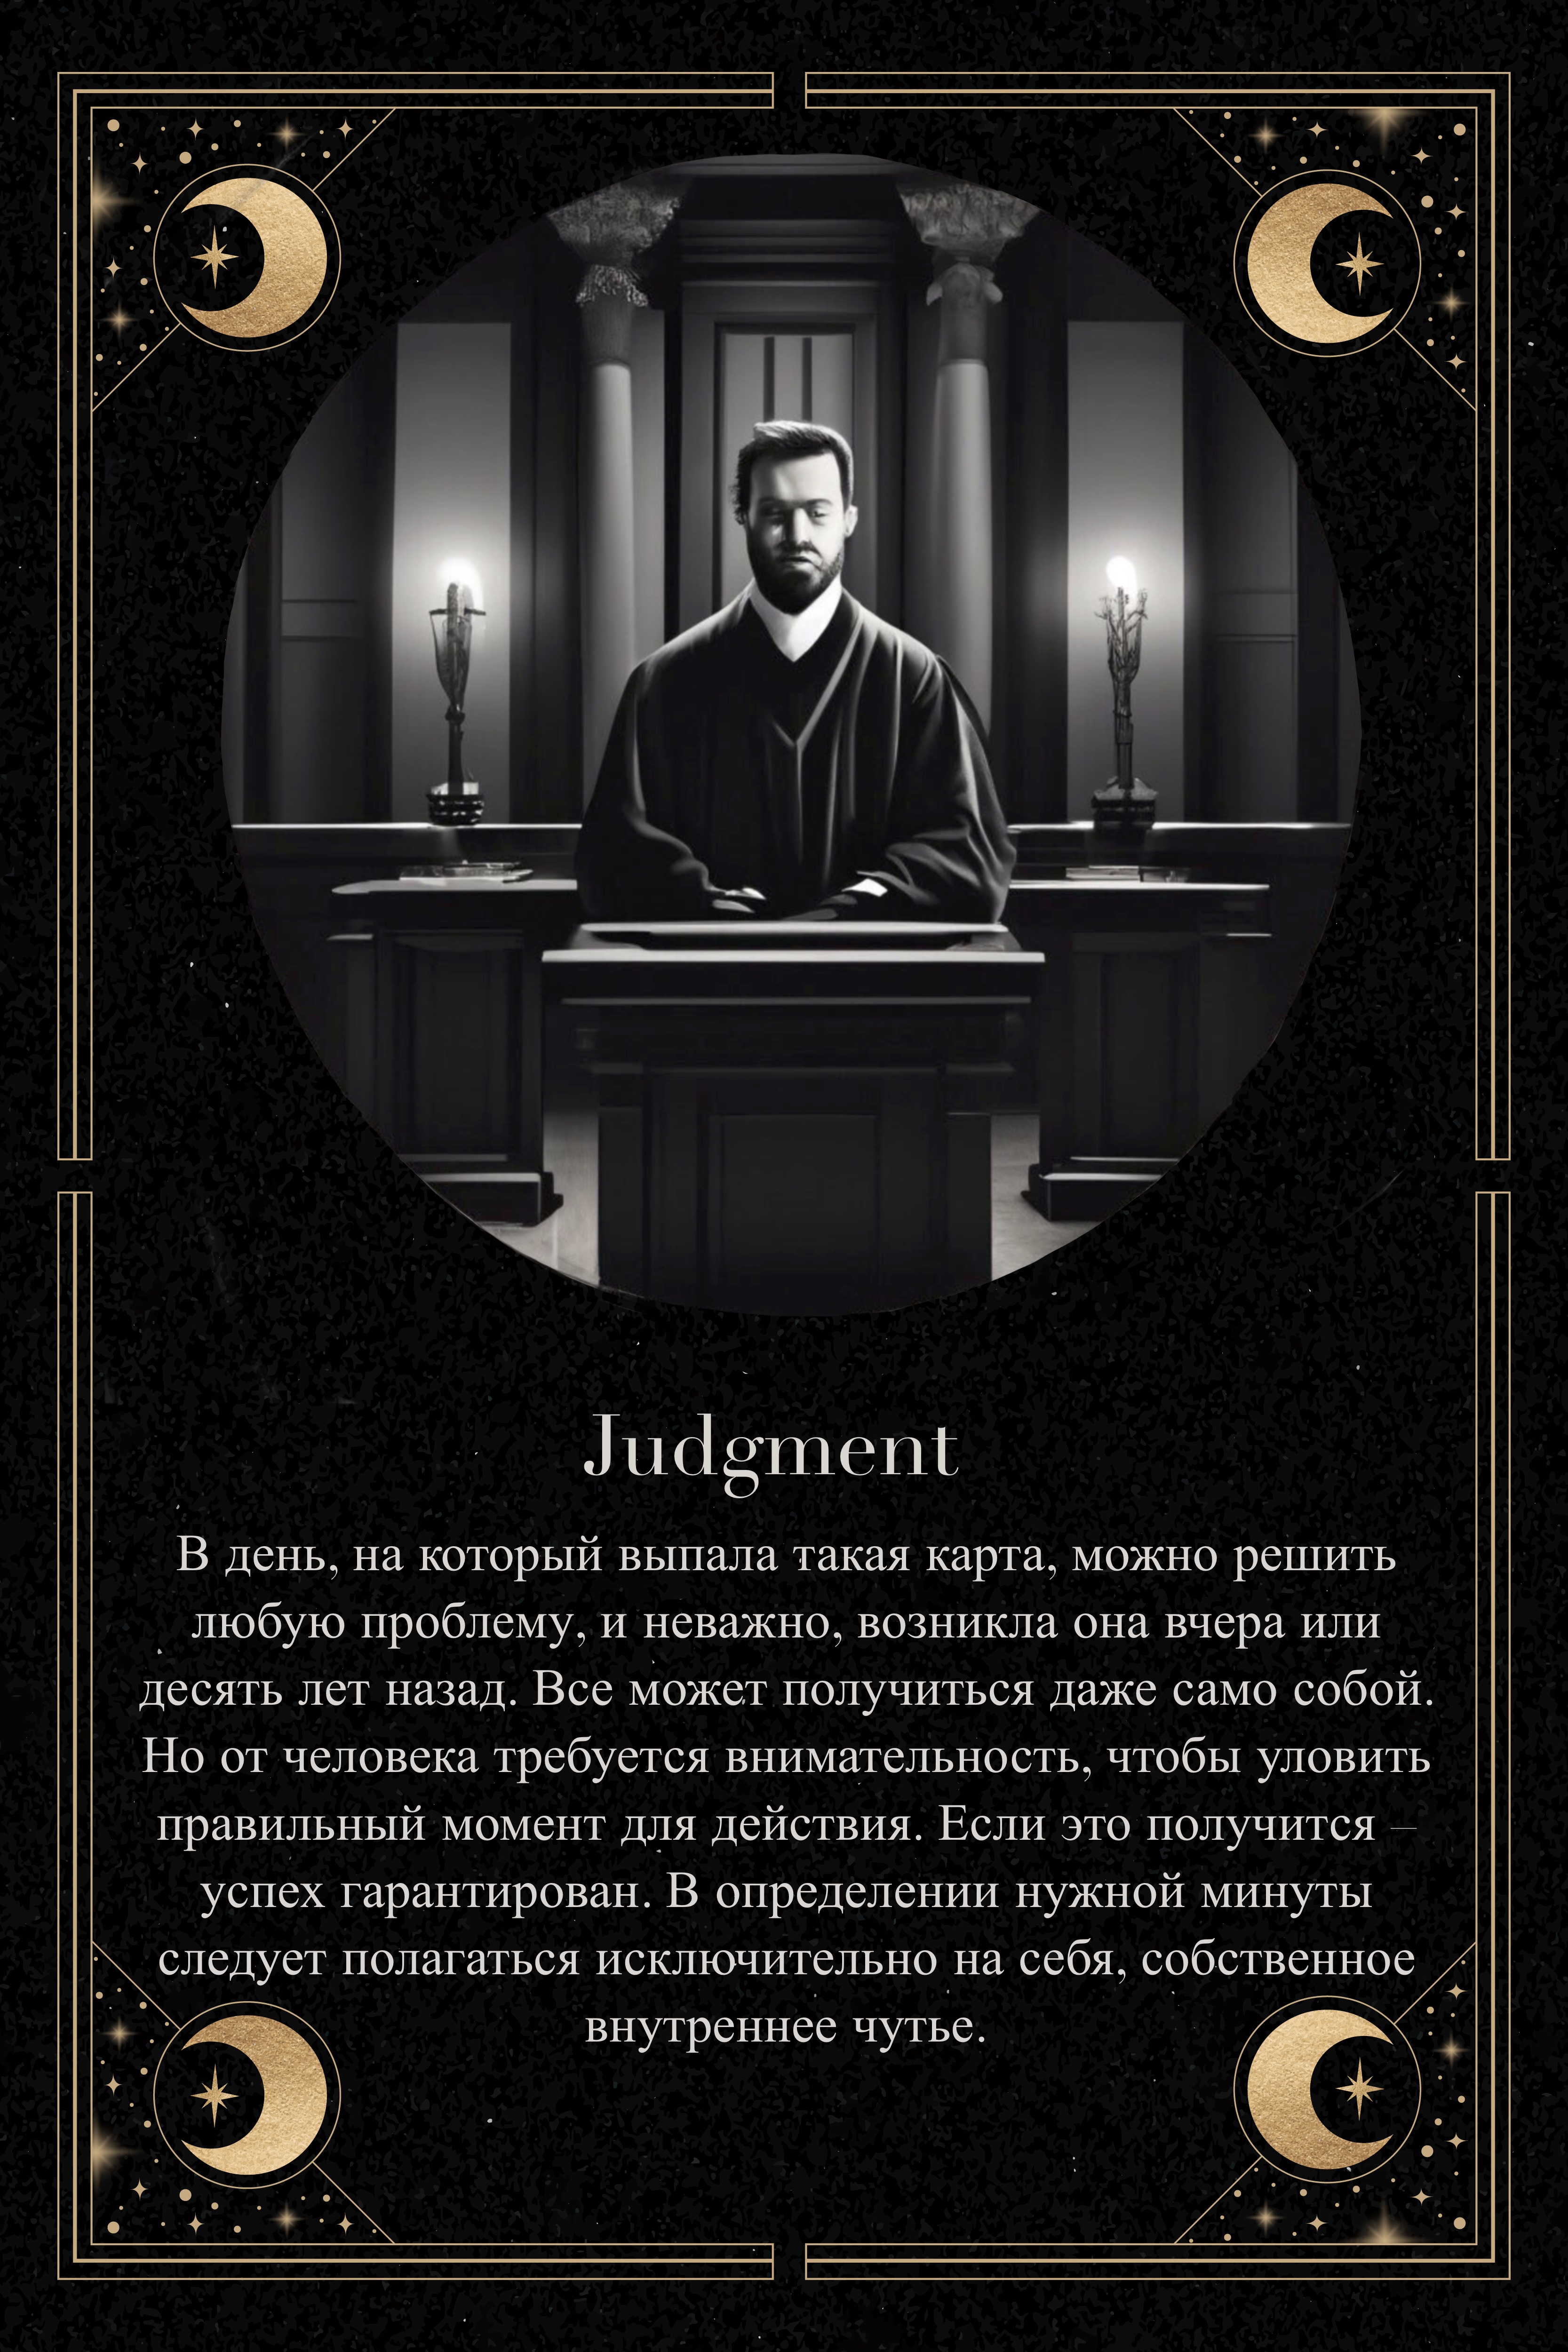 Judgment
В день, на который выпала такая карта, можно решить
любую проблему, и неважно, возникла она вчера или
десять лет назад. Все может получиться даже само собой.
Но от человека требуется внимательность, чтобы уловить
правильный момент для действия. Если это получится –
успех гарантирован. В определении нужной минуты
следует полагаться исключительно на себя, собственное
внутреннее чутье.